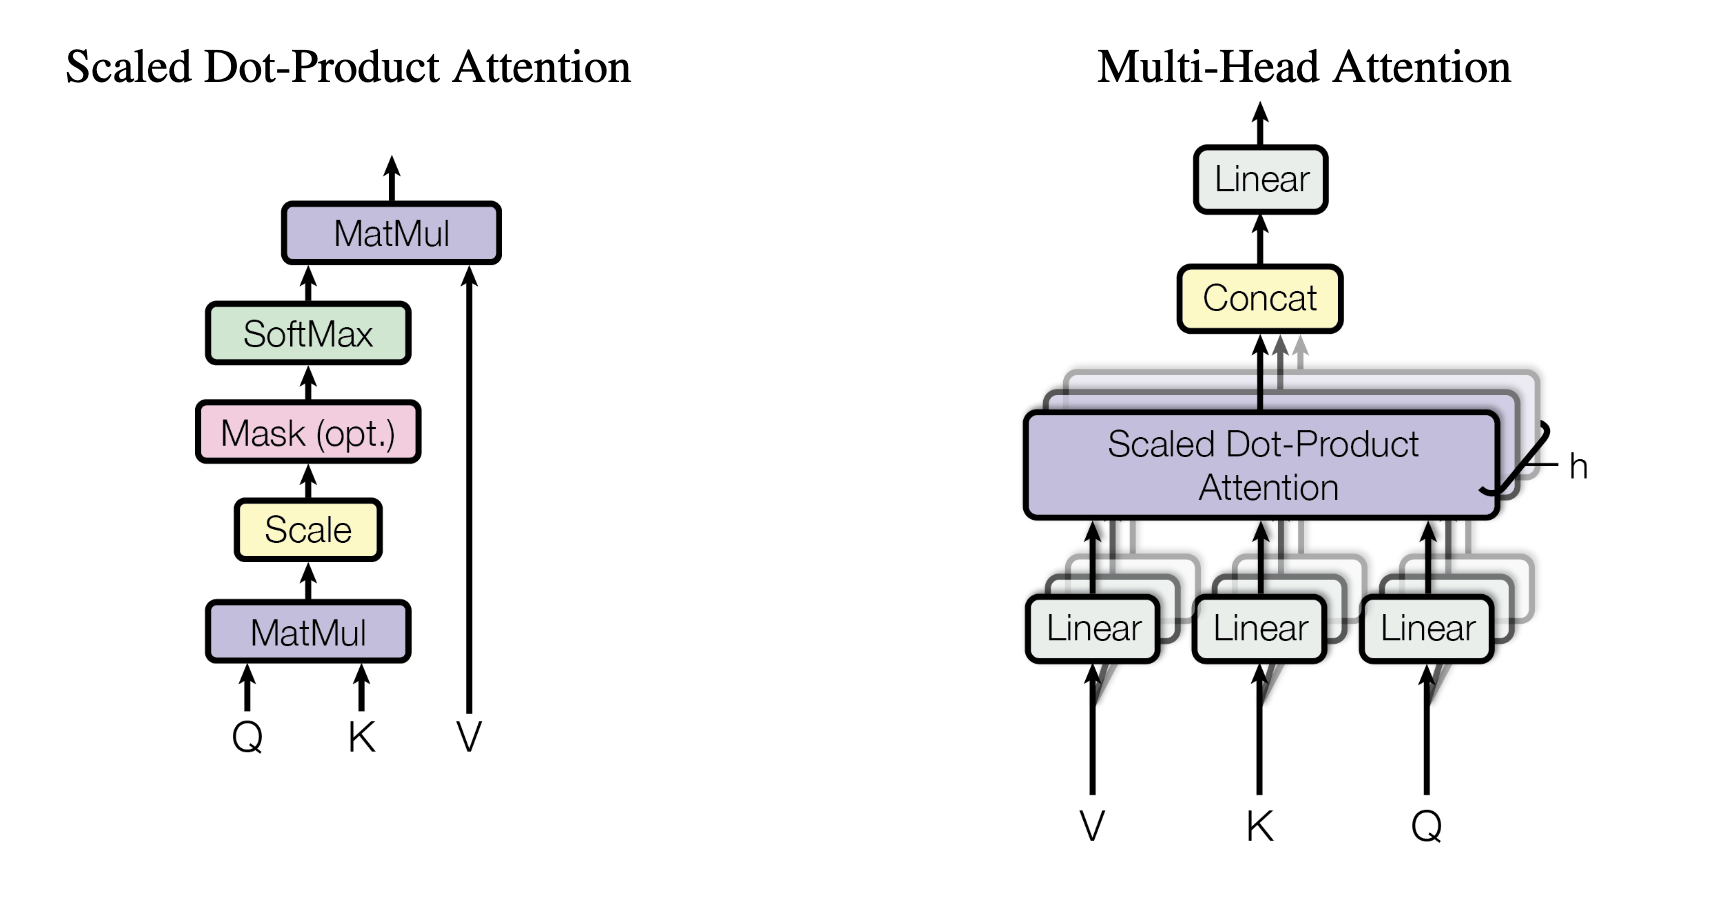 Scaled Dot-Product Attention
MatMul
SoftMax
Mask (opt.)
Scale
MatMul
Q K V
Multi-Head Attention
Linear
Concat
Scaled Dot-Product
Attention
h
Linear Linear Linear
V K Q